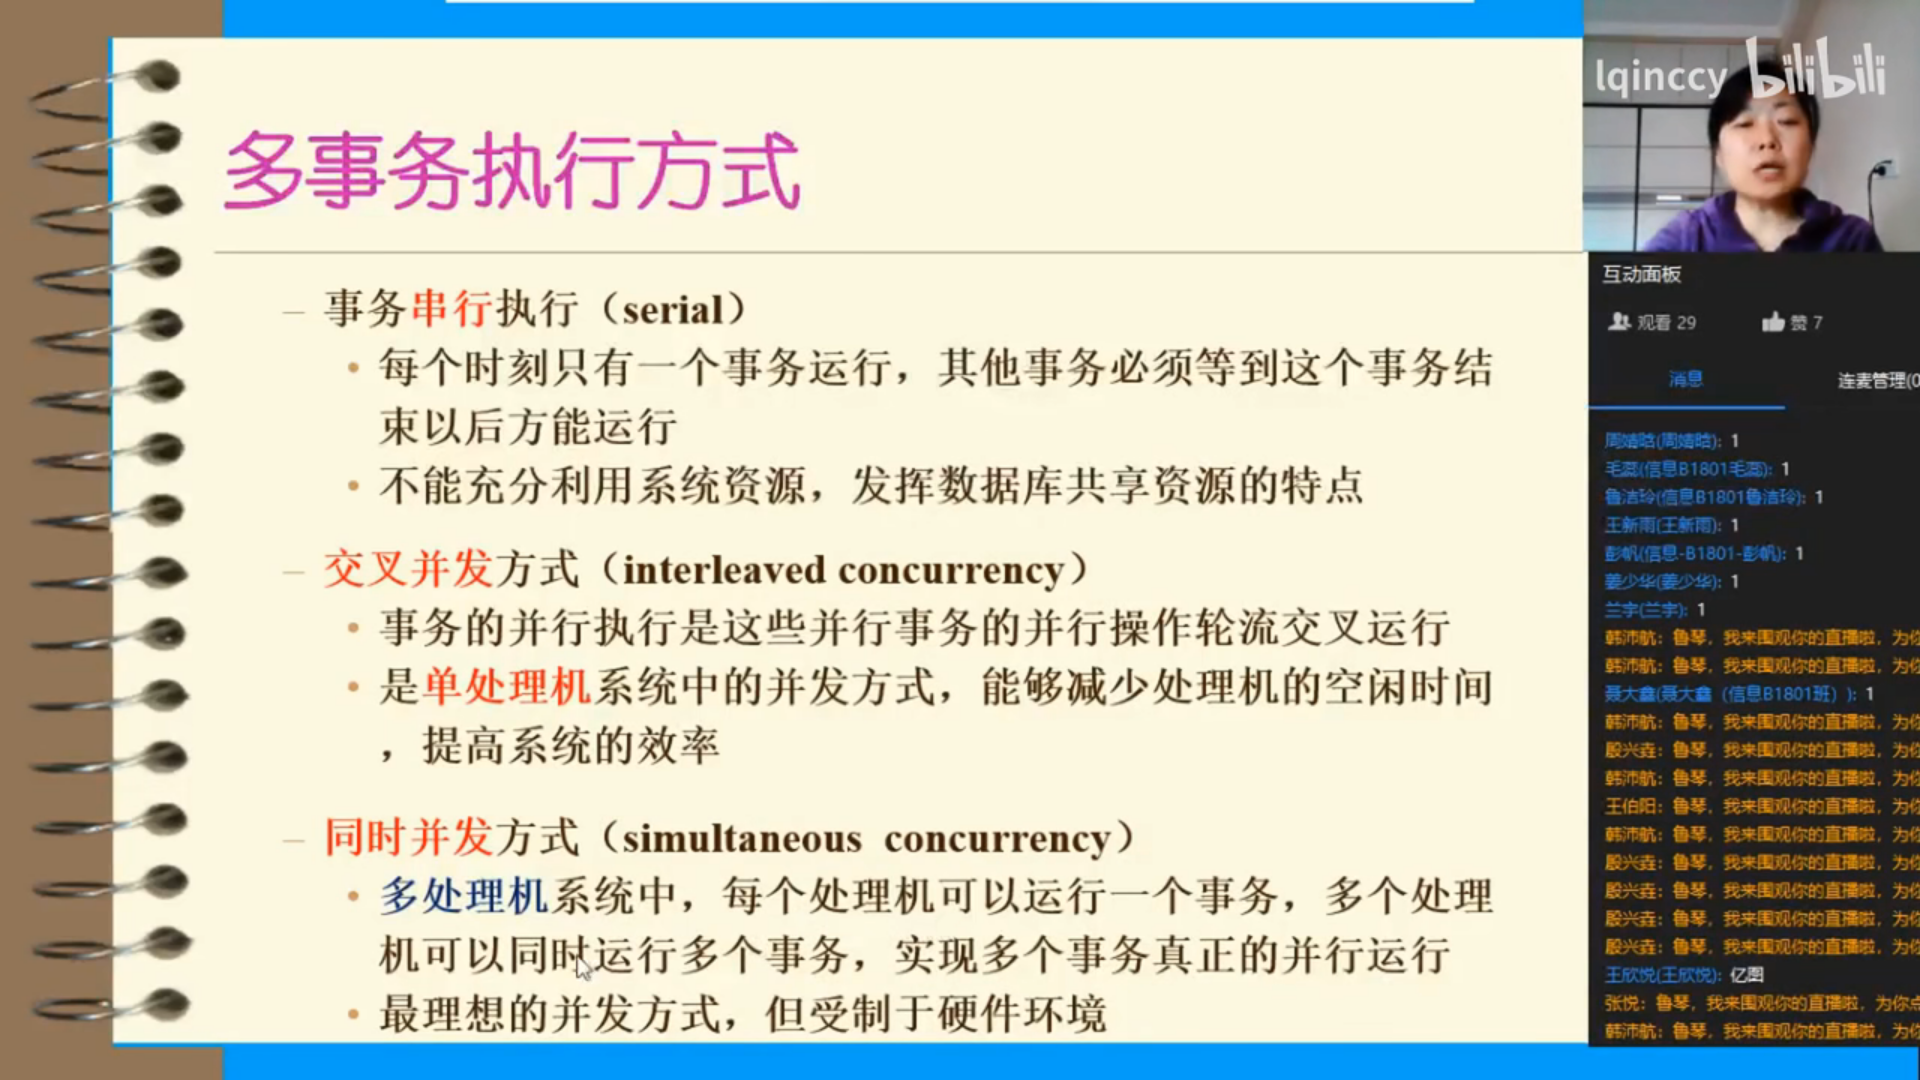 多事务执行方式
– 事务串行执行（serial）
• 每个时刻只有一个事务运行，其他事务必须等到这个事务结
束以后方能运行
• 不能充分利用系统资源，发挥数据库共享资源的特点
– 交叉并发方式（interleaved concurrency）
• 事务的并行执行是这些并行事务的并行操作轮流交叉运行
• 是单处理机系统中的并发方式，能够减少处理机的空闲时间
，提高系统的效率
– 同时并发方式（simultaneous concurrency）
• 多处理机系统中，每个处理机可以运行一个事务，多个处理
机可以同时运行多个事务，实现多个事务真正的并行运行
• 最理想的并发方式，但受制于硬件环境
lqinccy bilibili
互动面板
观看 29 赞 7
消息 连麦管理(0
周婧晗(周婧晗): 1
毛蕊(信息B1801毛蕊): 1
鲁洁玲(信息B1801鲁洁玲): 1
王新雨(王新雨): 1
彭帆(信息-B1801-彭帆): 1
姜少华(姜少华): 1
兰宇(兰宇): 1
韩沛航: 鲁琴，我来围观你的直播啦，为你
韩沛航: 鲁琴，我来围观你的直播啦，为你
聂大鑫(聂大鑫（信息B1801班）): 1
韩沛航: 鲁琴，我来围观你的直播啦，为你
殷兴垚: 鲁琴，我来围观你的直播啦，为你
韩沛航: 鲁琴，我来围观你的直播啦，为你
王伯阳: 鲁琴，我来围观你的直播啦，为你
韩沛航: 鲁琴，我来围观你的直播啦，为你
殷兴垚: 鲁琴，我来围观你的直播啦，为你
殷兴垚: 鲁琴，我来围观你的直播啦，为你
殷兴垚: 鲁琴，我来围观你的直播啦，为你
殷兴垚: 鲁琴，我来围观你的直播啦，为你
王欣悦(王欣悦): 亿图
张悦: 鲁琴，我来围观你的直播啦，为你点
韩沛航: 鲁琴，我来围观你的直播啦，为你